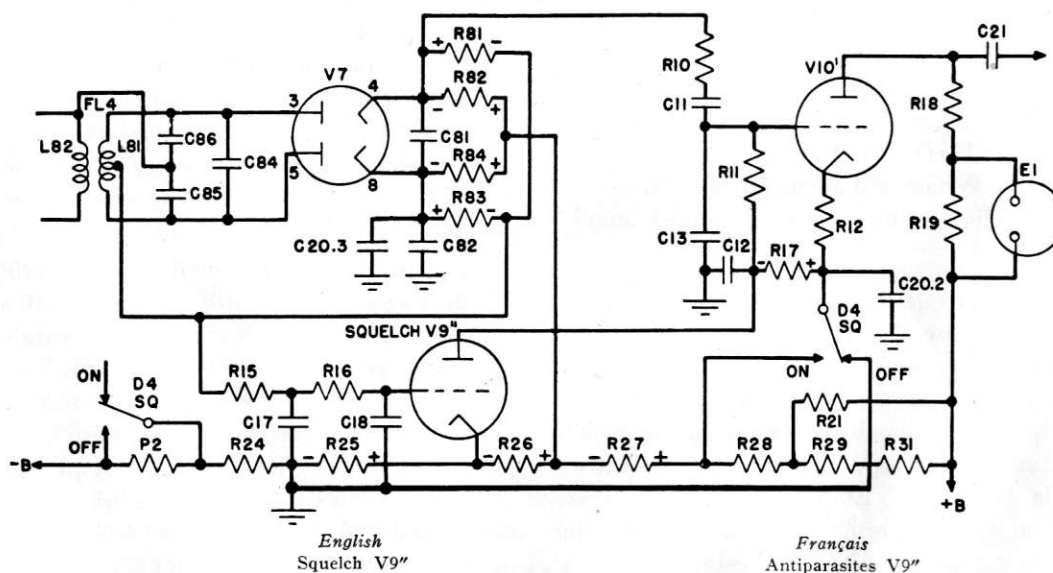 R81
+ -
C21
R10
V10'
V7
4
R82
- +
FL4
3
C11
R18
C86
C81
L82
L81
C84
R84
- +
R11
E1
5
8
R83
+ -
C85
R12
R19
C13
C12
- R17 +
C20.3
C82
C20.2
SQUELCH V9"
D4
SQ
ON
OFF
ON
D4
SQ
R15
R16
R21
C17
C18
OFF
-B
P2
R24
- R25 +
- R26 +
- R27 +
R28
R29
R31
+B
English
Français
Squelch V9"
Antiparasites V9"